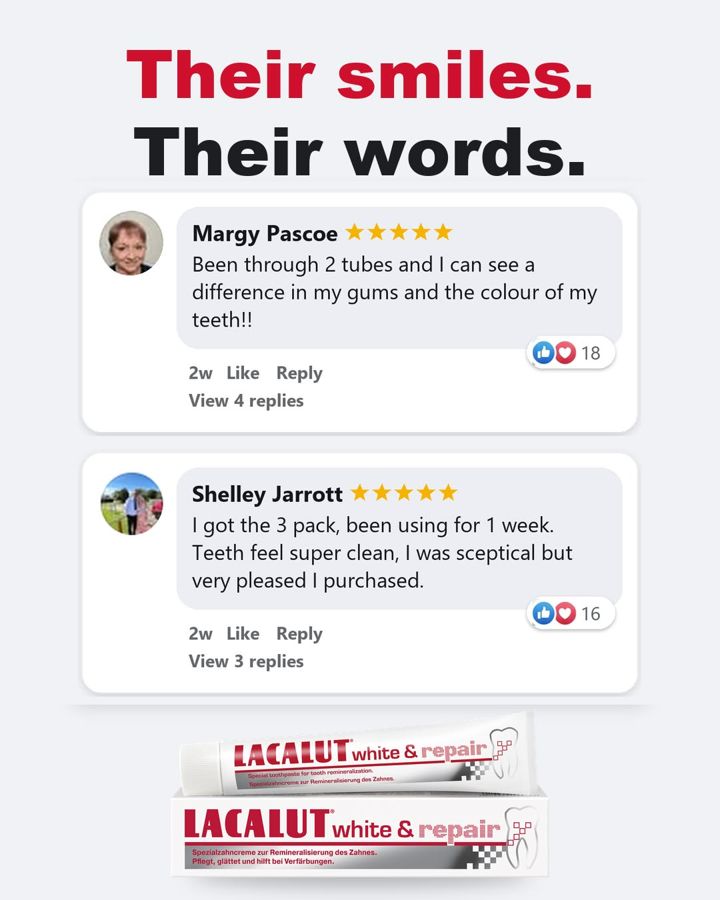 Their smiles.
Their words.
Margy Pascoe ★★★★★
Been through 2 tubes and I can see a
difference in my gums and the colour of my
teeth!!
18
2w Like Reply
View 4 replies
Shelley Jarrott ★★★★★
I got the 3 pack, been using for 1 week.
Teeth feel super clean, I was sceptical but
very pleased I purchased.
16
2w Like Reply
View 3 replies
LACALUT® white & repair
Special toothpaste for tooth remineralization.
Spezialzahncreme zur Remineralisierung des Zahnes.
LACALUT® white & repair
Spezialzahncreme zur Remineralisierung des Zahnes.
Pflegt, glättet und hilft bei Verfärbungen.